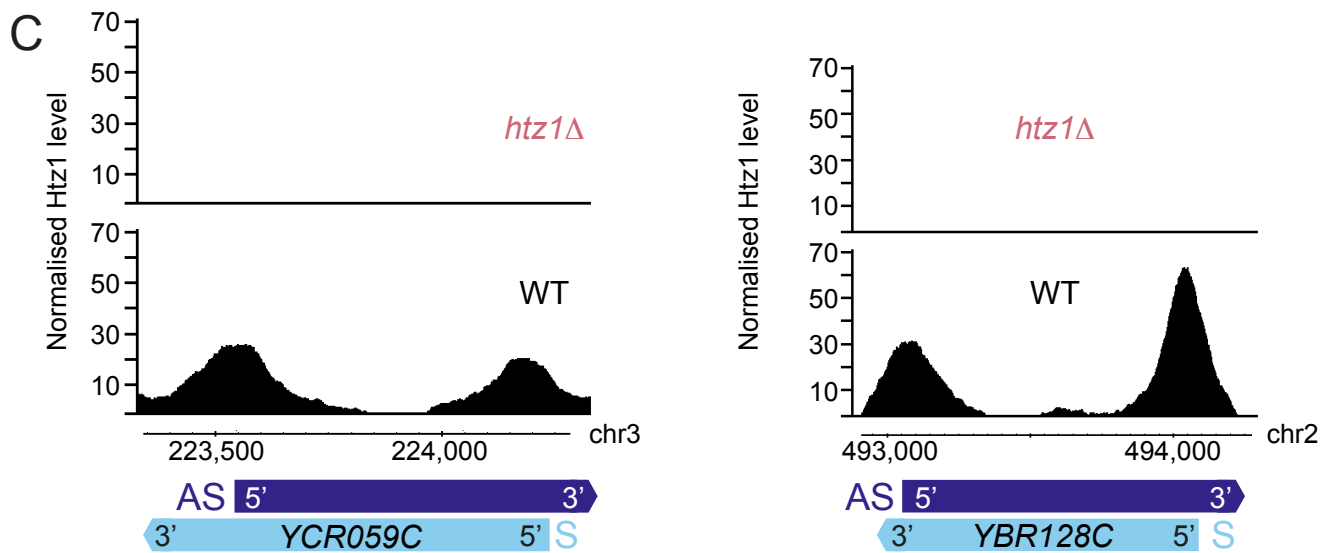 C
Normalised Htz1 level
70
50
30
10
htz1Δ
70
50
30
10
WT
223,500 224,000 chr3
AS 5’ 3’
3’ YCR059C 5’ S
Normalised Htz1 level
70
50
30
10
htz1Δ
70
50
30
10
WT
493,000 494,000 chr2
AS 5’ 3’
3’ YBR128C 5’ S